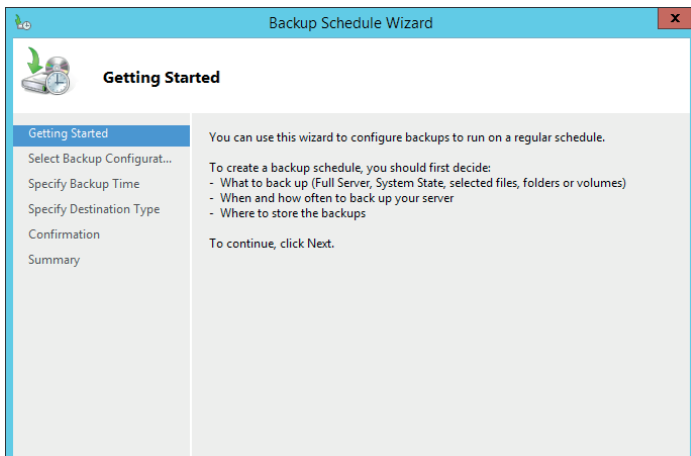 Backup Schedule Wizard
x
Getting Started
Getting Started
Select Backup Configurat...
Specify Backup Time
Specify Destination Type
Confirmation
Summary
You can use this wizard to configure backups to run on a regular schedule.
To create a backup schedule, you should first decide:
- What to back up (Full Server, System State, selected files, folders or volumes)
- When and how often to back up your server
- Where to store the backups
To continue, click Next.